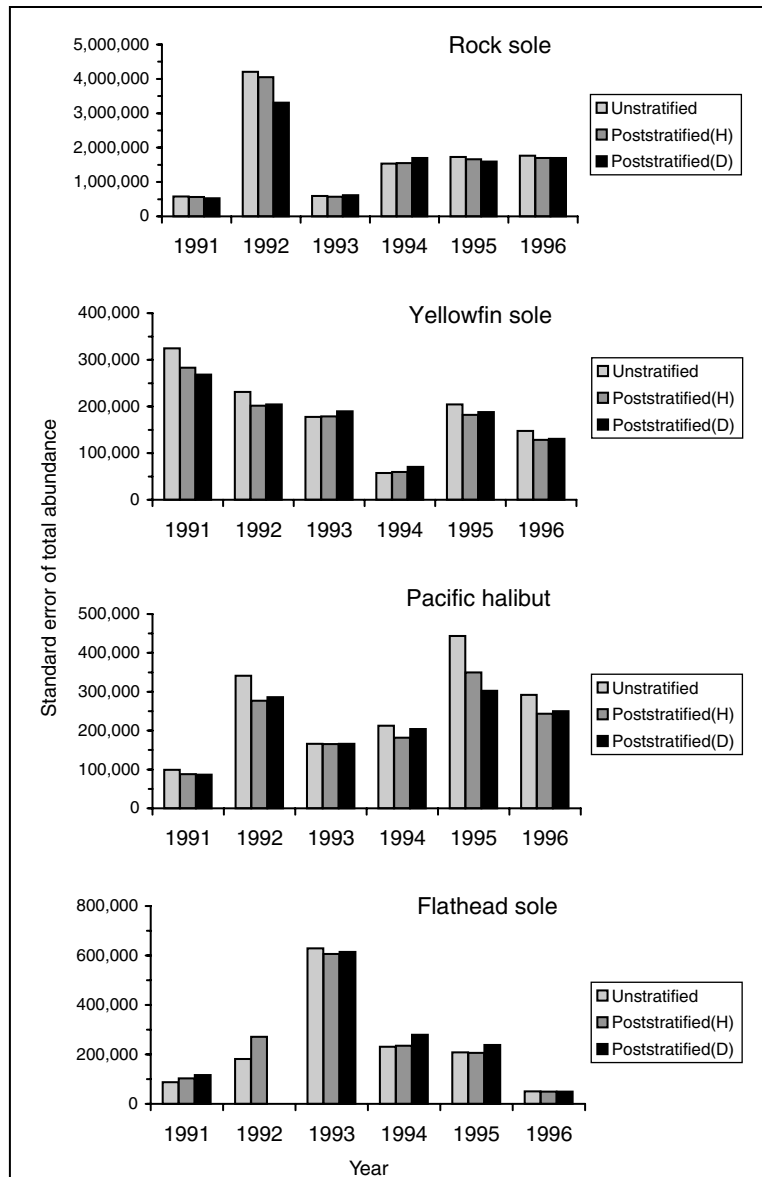 Standard error of total abundance
Rock sole
5,000,000
4,000,000
3,000,000
2,000,000
1,000,000
0
1991 1992 1993 1994 1995 1996
Unstratified
Poststratified(H)
Poststratified(D)
Yellowfin sole
400,000
300,000
200,000
100,000
0
1991 1992 1993 1994 1995 1996
Unstratified
Poststratified(H)
Poststratified(D)
Pacific halibut
500,000
400,000
300,000
200,000
100,000
0
1991 1992 1993 1994 1995 1996
Unstratified
Poststratified(H)
Poststratified(D)
Flathead sole
800,000
600,000
400,000
200,000
0
1991 1992 1993 1994 1995 1996
Unstratified
Poststratified(H)
Poststratified(D)
Year